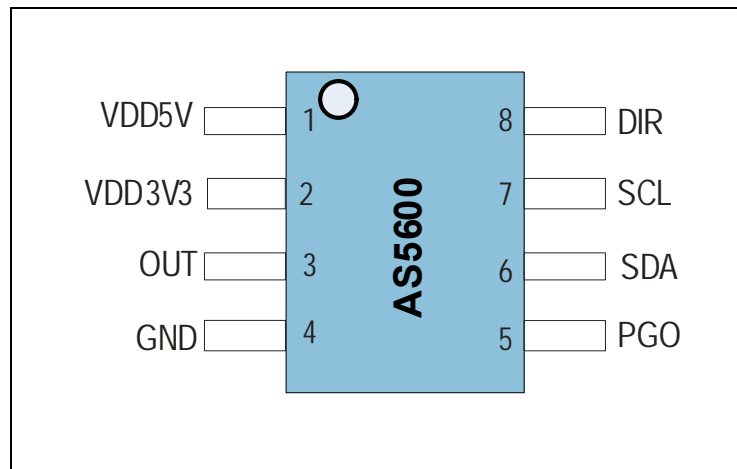 VDD5V 1 8 DIR
VDD3V3 2 7 SCL
OUT 3 6 SDA
GND 4 5 PGO
AS5600